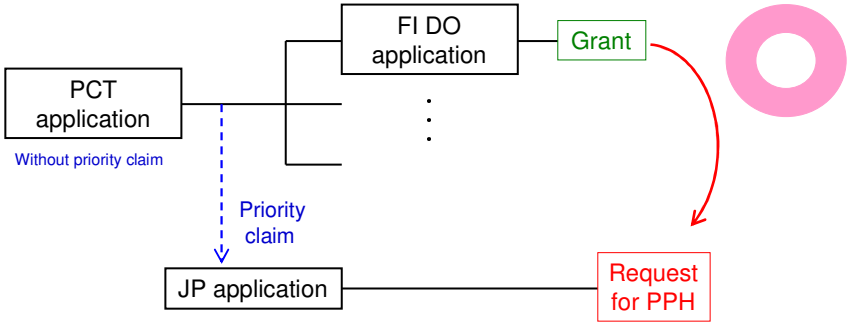 FI DO
application
Grant
PCT
application
Without priority claim
Priority
claim
JP application
Request
for PPH